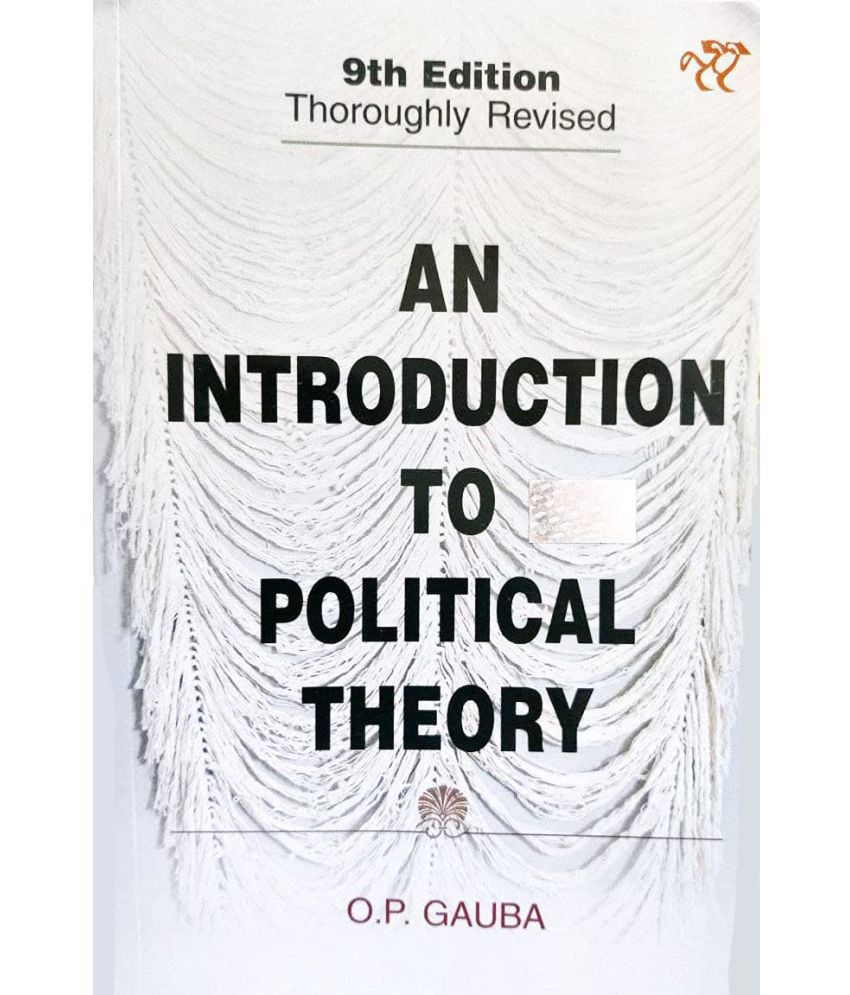 9th Edition
Thoroughly Revised
AN
INTRODUCTION
TO
POLITICAL
THEORY
O.P. GAUBA